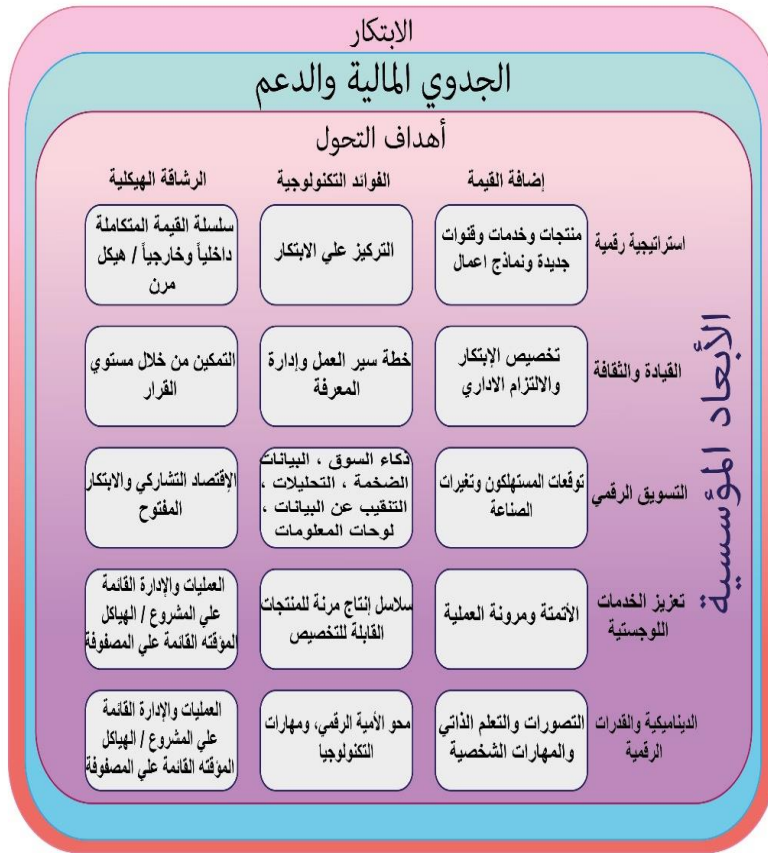 الابتكار
الجدوي المالية والدعم
أهداف التحول
إضافة القيمة
الفوائد التكنولوجية
الرشاقة الهيكلية
الأبعاد المؤسسية
استراتيجية رقمية
منتجات وخدمات وقنوات
جديدة ونماذج اعمال
التركيز علي الابتكار
سلسلة القيمة المتكاملة
داخلياً وخارجياً / هيكل
مرن
القيادة والثقافة
تخصيص الإبتكار
والالتزام الاداري
خطة سير العمل وإدارة
المعرفة
التمكين من خلال مستوي
القرار
التسويق الرقمي
توقعات المستهلكون وتغيرات
الصناعة
ذكاء السوق ، البيانات
الضخمة ، التحليلات ،
التنقيب عن البيانات ،
لوحات المعلومات
الإقتصاد التشاركي والابتكار
المفتوح
تعزيز الخدمات
اللوجستية
الأتمتة ومرونة العملية
سلاسل إنتاج مرنة للمنتجات
القابلة للتخصيص
العمليات والإدارة القائمة
علي المشروع / الهياكل
المؤقته القائمة علي المصفوفة
الديناميكية والقدرات
الرقمية
التصورات والتعلم الذاتي
والمهارات الشخصية
محو الأمية الرقمي، ومهارات
التكنولوجيا
العمليات والإدارة القائمة
علي المشروع / الهياكل
المؤقته القائمة علي المصفوفة